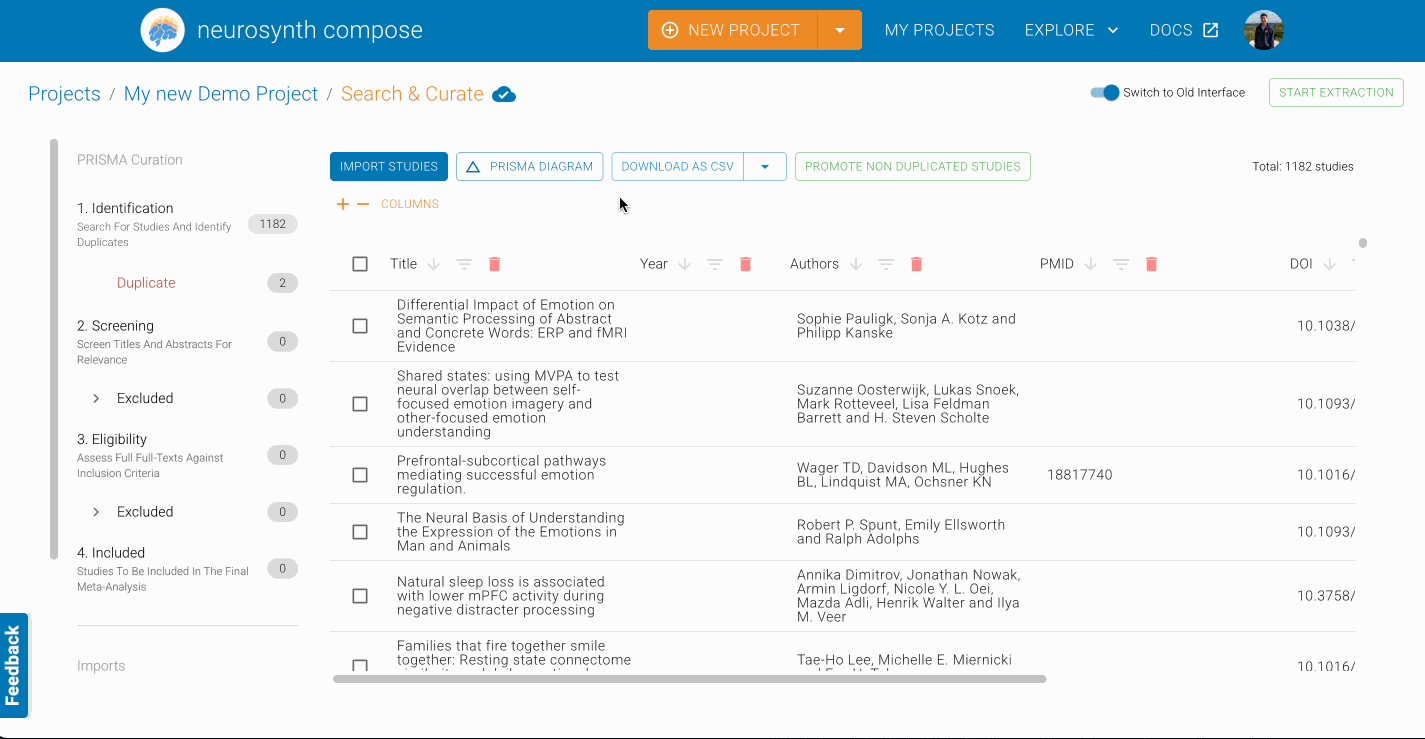 neurosynth compose
NEW PROJECT
MY PROJECTS
EXPLORE
DOCS
Projects / My new Demo Project / Search & Curate
Switch to Old Interface
START EXTRACTION
PRISMA Curation
1. Identification
Search For Studies And Identify
Duplicates
1182
Duplicate
2
2. Screening
Screen Titles And Abstracts For
Relevance
0
Excluded
0
3. Eligibility
Assess Full Full-Texts Against
Inclusion Criteria
0
Excluded
0
4. Included
Studies To Be Included In The Final
Meta-Analysis
0
Imports
Feedback
IMPORT STUDIES
PRISMA DIAGRAM
DOWNLOAD AS CSV
PROMOTE NON DUPLICATED STUDIES
Total: 1182 studies
COLUMNS
Title
Year
Authors
PMID
DOI
Differential Impact of Emotion on
Semantic Processing of Abstract
and Concrete Words: ERP and fMRI
Evidence
Sophie Pauligk, Sonja A. Kotz and
Philipp Kanske
10.1038/
Shared states: using MVPA to test
neural overlap between self-
focused emotion imagery and
other-focused emotion
understanding
Suzanne Oosterwijk, Lukas Snoek,
Mark Rotteveel, Lisa Feldman
Barrett and H. Steven Scholte
10.1093/
Prefrontal-subcortical pathways
mediating successful emotion
regulation.
Wager TD, Davidson ML, Hughes
BL, Lindquist MA, Ochsner KN
18817740
10.1016/
The Neural Basis of Understanding
the Expression of the Emotions in
Man and Animals
Robert P. Spunt, Emily Ellsworth
and Ralph Adolphs
10.1093/
Natural sleep loss is associated
with lower mPFC activity during
negative distracter processing
Annika Dimitrov, Jonathan Nowak,
Armin Ligdorf, Nicole Y. L. Oei,
Mazda Adli, Henrik Walter and Ilya
M. Veer
10.3758/
Families that fire together smile
together: Resting state connectome
Tae-Ho Lee, Michelle E. Miernicki
10.1016/